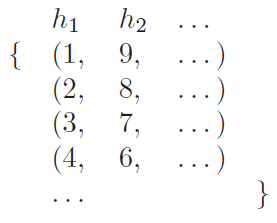 h₁ h₂ ...
{ (1, 9, ...)
(2, 8, ...)
(3, 7, ...)
(4, 6, ...)
... }